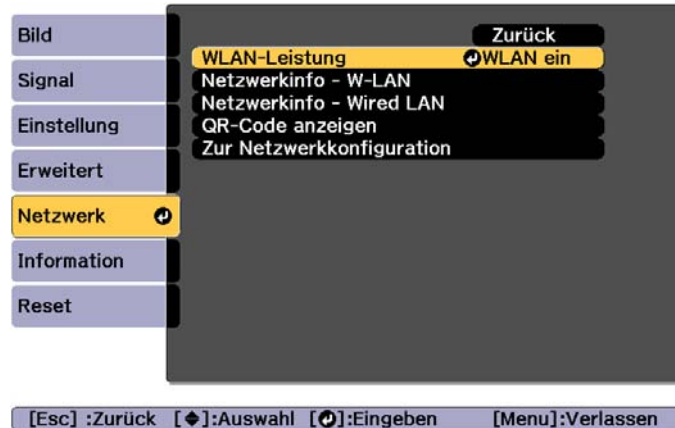 Bild
Signal
Einstellung
Erweitert
Netzwerk
Information
Reset
Zurück
WLAN-Leistung WLAN ein
Netzwerkinfo - W-LAN
Netzwerkinfo - Wired LAN
QR-Code anzeigen
Zur Netzwerkkonfiguration
[Esc] :Zurück [◆]:Auswahl [↵]:Eingeben [Menu]:Verlassen